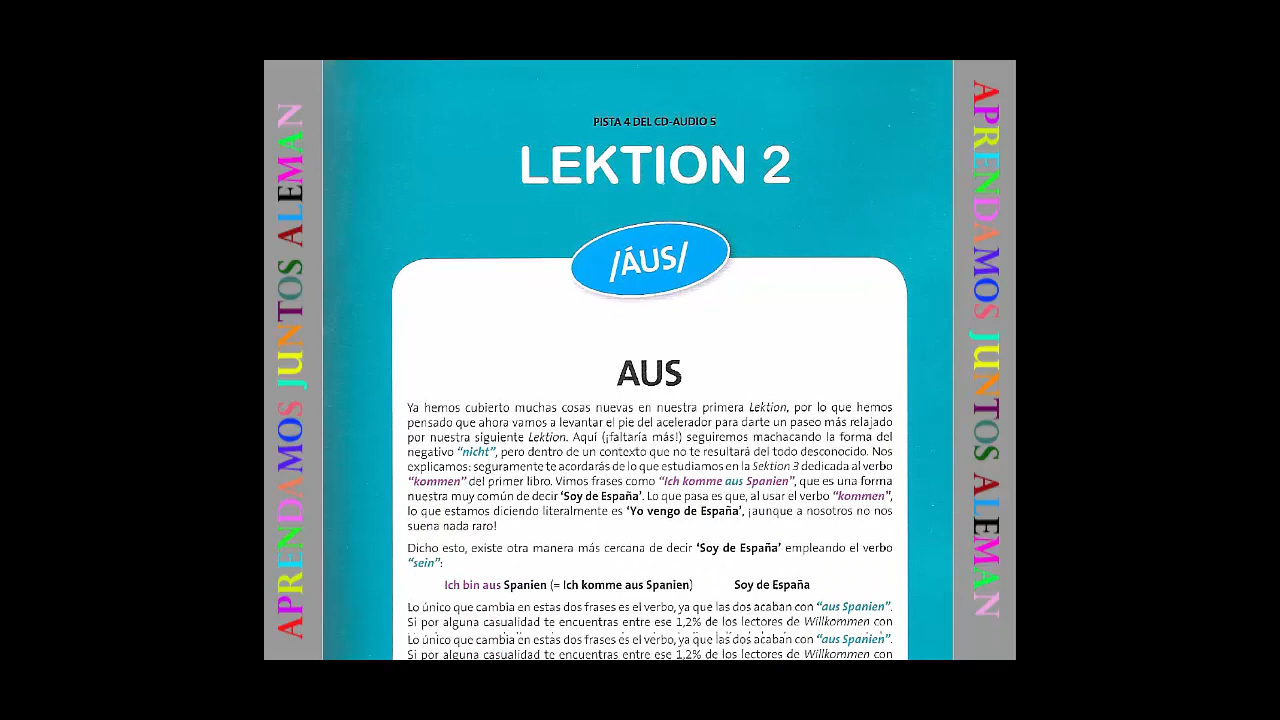 APRENDAMOS JUNTOS ALEMAN
PISTA 4 DEL CD-AUDIO 5
LEKTION 2
/ÁUS/
AUS
Ya hemos cubierto muchas cosas nuevas en nuestra primera Lektion, por lo que hemos
pensado que ahora vamos a levantar el pie del acelerador para darte un paseo más relajado
por nuestra siguiente Lektion. Aquí (¡faltaría más!) seguiremos machacando la forma del
negativo “nicht”, pero dentro de un contexto que no te resultará del todo desconocido. Nos
explicamos: seguramente te acordarás de lo que estudiamos en la Sektion 3 dedicada al verbo
“kommen” del primer libro. Vimos frases como “Ich komme aus Spanien”, que es una forma
nuestra muy común de decir ‘Soy de España’. Lo que pasa es que, al usar el verbo “kommen”,
lo que estamos diciendo literalmente es ‘Yo vengo de España’, ¡aunque a nosotros no nos
suena nada raro!
Dicho esto, existe otra manera más cercana de decir ‘Soy de España’ empleando el verbo
“sein”:
Ich bin aus Spanien (= Ich komme aus Spanien) Soy de España
Lo único que cambia en estas dos frases es el verbo, ya que las dos acaban con “aus Spanien”.
Si por alguna casualidad te encuentras entre ese 1,2% de los lectores de Willkommen con
Lo único que cambia en estas dos frases es el verbo, ya que las dos acaban con “aus Spanien”.
Si por alguna casualidad te encuentras entre ese 1,2% de los lectores de Willkommen con
APRENDAMOS JUNTOS ALEMAN